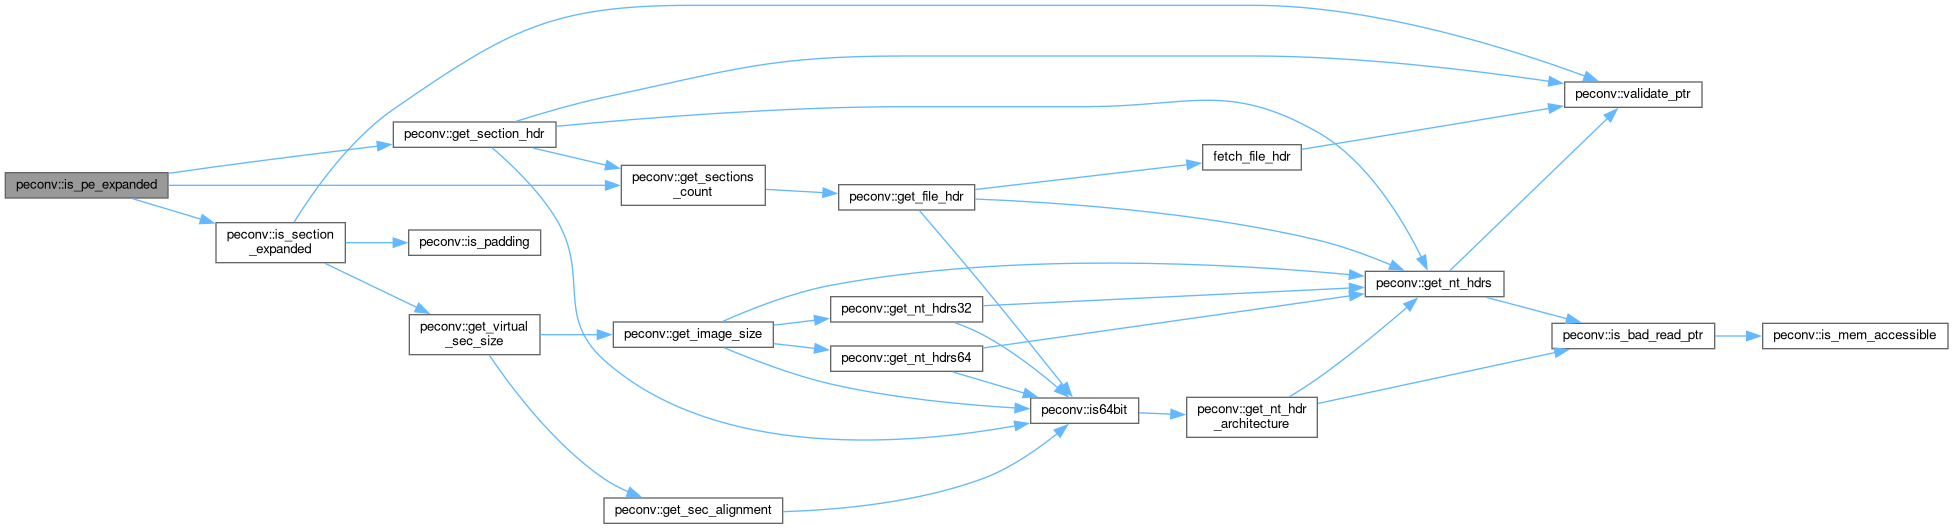 peconv::is_pe_expanded
peconv::get_section_hdr
peconv::is_section
_expanded
peconv::is_padding
peconv::get_virtual
_sec_size
peconv::get_sections
_count
peconv::get_image_size
peconv::get_sec_alignment
peconv::get_file_hdr
peconv::get_nt_hdrs32
peconv::get_nt_hdrs64
peconv::is64bit
fetch_file_hdr
peconv::get_nt_hdr
_architecture
peconv::get_nt_hdrs
peconv::validate_ptr
peconv::is_bad_read_ptr
peconv::is_mem_accessible